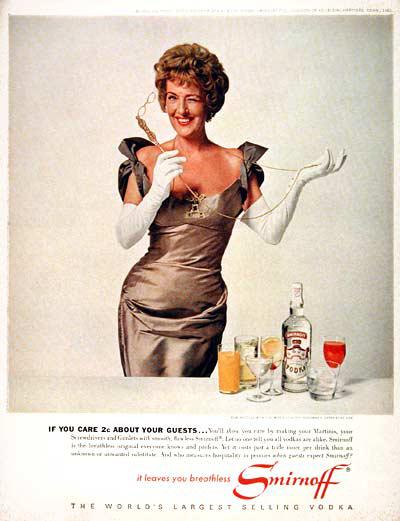 SMIRNOFF
VODKA
IF YOU CARE 2c ABOUT YOUR GUESTS... You'll show you care by making your Martinis, your
Screwdrivers and Gimlets with smooth, flawless Smirnoff®. Let no one tell you all vodkas are alike. Smirnoff
is the breathless original everyone knows and prefers. Yet it costs just a trifle more per drink than an
unknown or unwanted substitute. And who measures hospitality in pennies when guests expect Smirnoff?
it leaves you breathless Smirnoff®
THE WORLD'S LARGEST SELLING VODKA